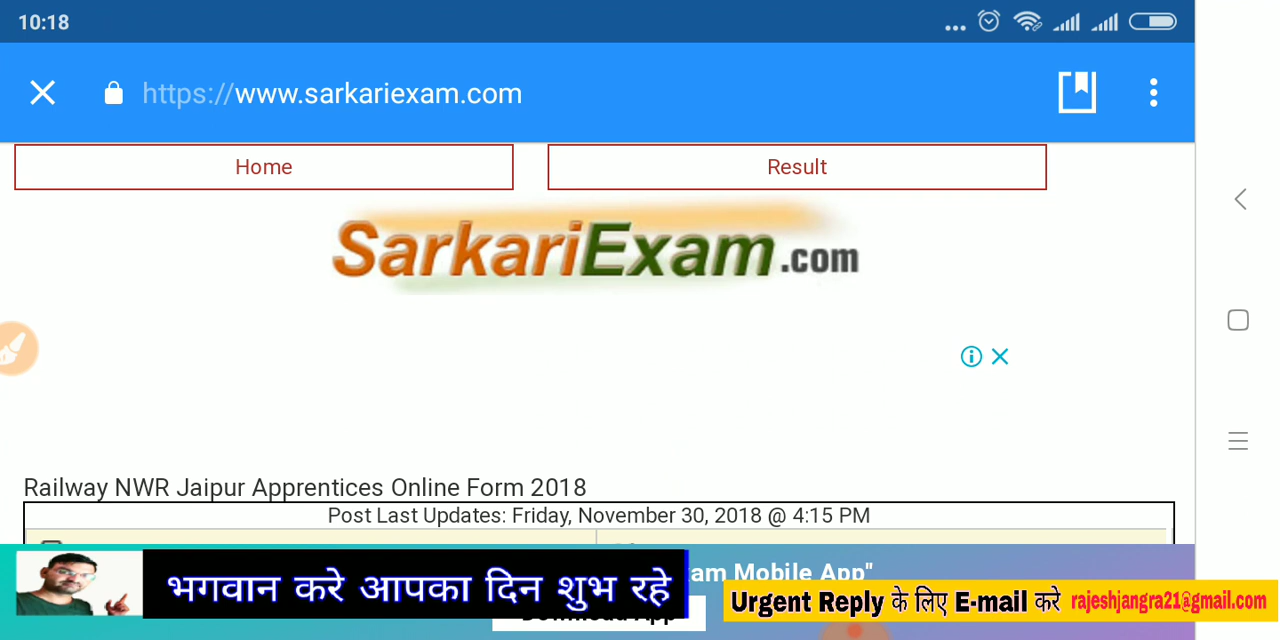 10:18
https://www.sarkariexam.com
Home
Result
SarkariExam.com
Railway NWR Jaipur Apprentices Online Form 2018
Post Last Updates: Friday, November 30, 2018 @ 4:15 PM
Mobile App"
भगवान करे आपका दिन शुभ रहे
Urgent Reply के लिए E-mail करे rajeshjangra21@gmail.com
Download App